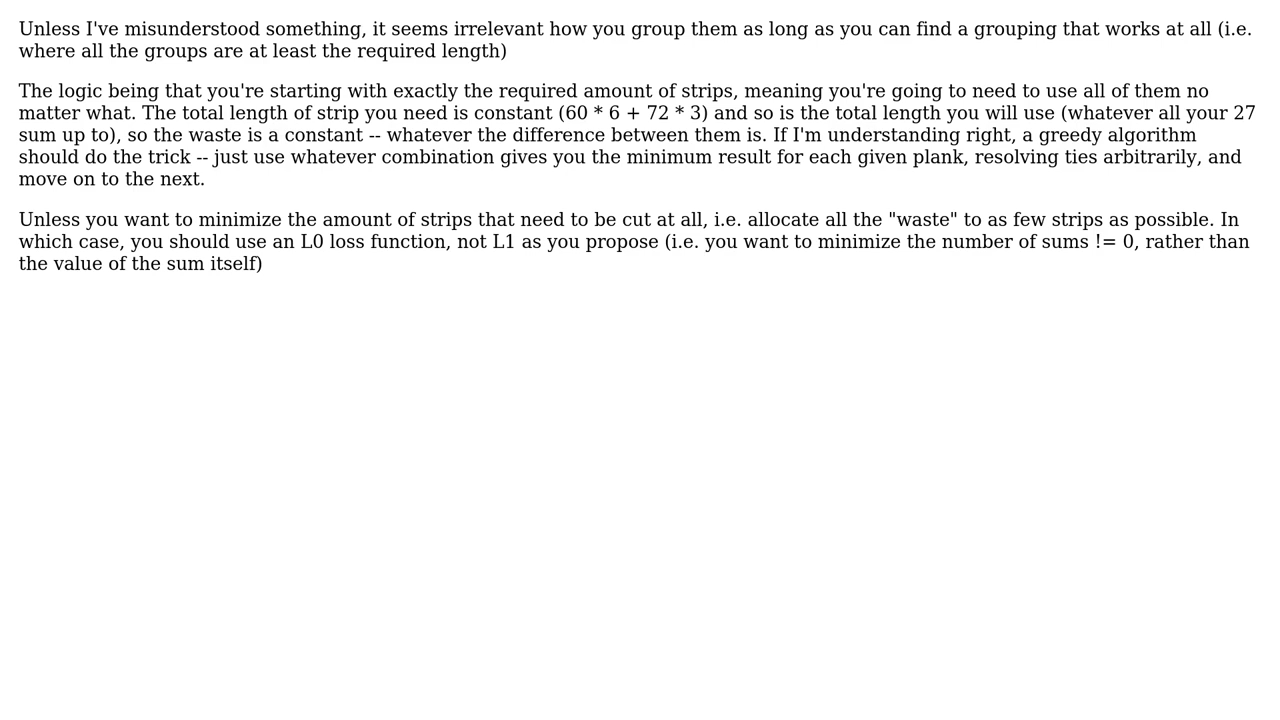 Unless I've misunderstood something, it seems irrelevant how you group them as long as you can find a grouping that works at all (i.e.
where all the groups are at least the required length)
The logic being that you're starting with exactly the required amount of strips, meaning you're going to need to use all of them no
matter what. The total length of strip you need is constant (60 * 6 + 72 * 3) and so is the total length you will use (whatever all your 27
sum up to), so the waste is a constant -- whatever the difference between them is. If I'm understanding right, a greedy algorithm
should do the trick -- just use whatever combination gives you the minimum result for each given plank, resolving ties arbitrarily, and
move on to the next.
Unless you want to minimize the amount of strips that need to be cut at all, i.e. allocate all the "waste" to as few strips as possible. In
which case, you should use an L0 loss function, not L1 as you propose (i.e. you want to minimize the number of sums != 0, rather than
the value of the sum itself)